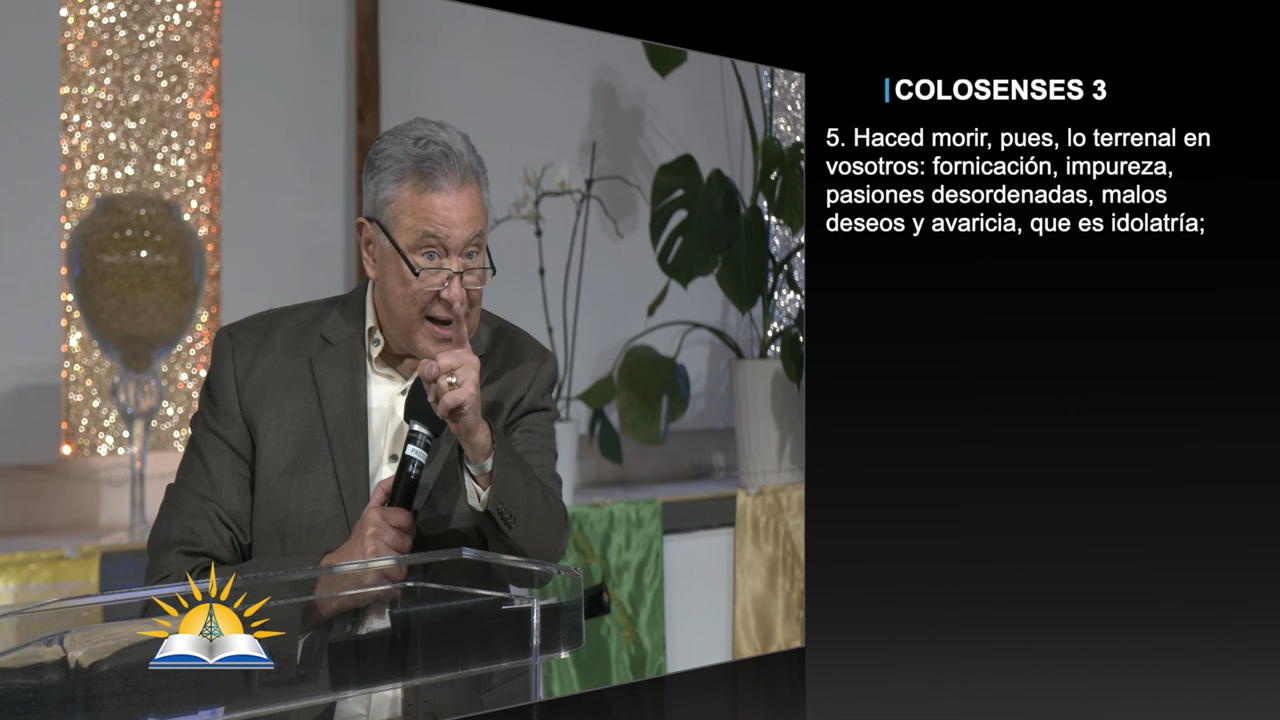 COLOSENSES 3
5. Haced morir, pues, lo terrenal en
vosotros: fornicación, impureza,
pasiones desordenadas, malos
deseos y avaricia, que es idolatría;